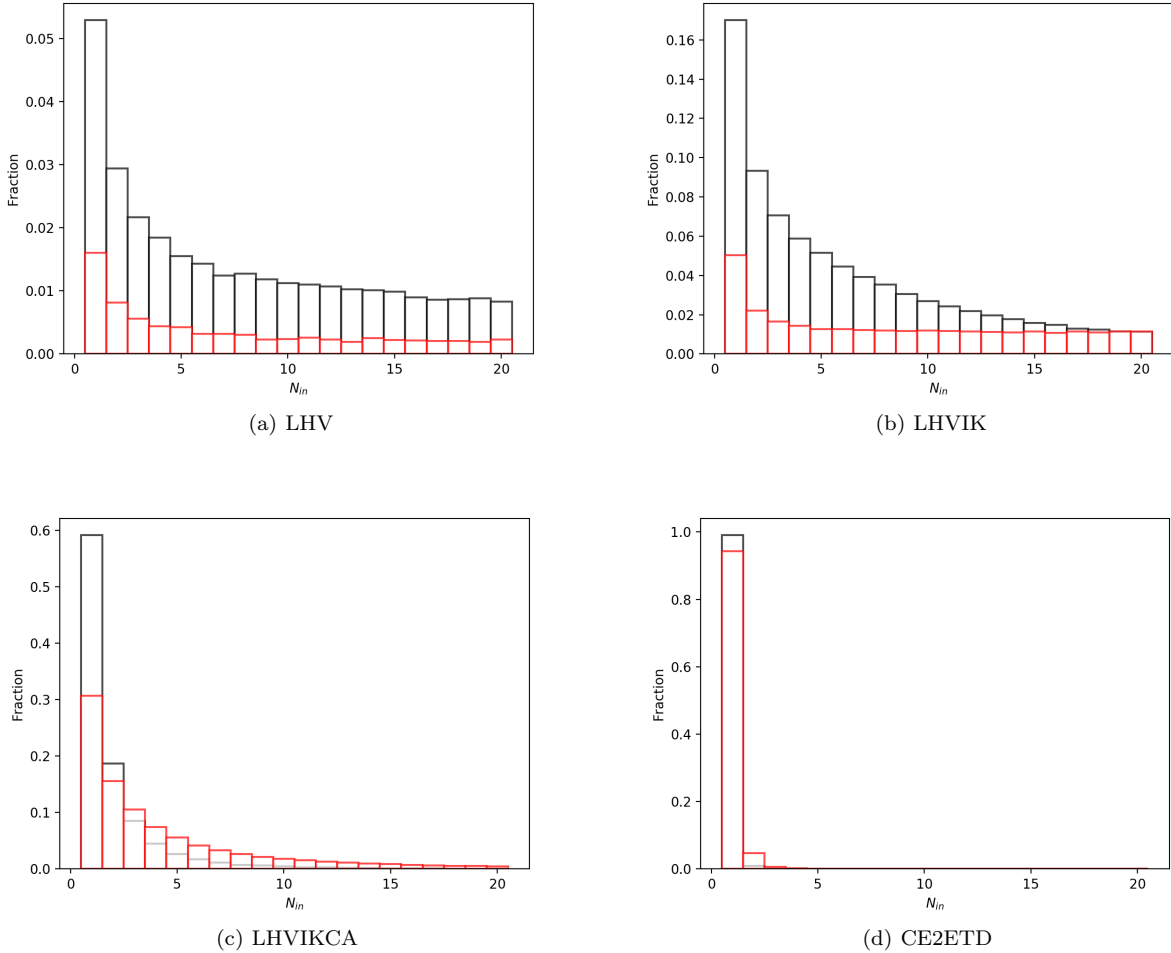 0.05
0.04
0.03
0.02
0.01
0.00
Fraction
0 5 10 15 20
N_in
(a) LHV
0.16
0.14
0.12
0.10
0.08
0.06
0.04
0.02
0.00
Fraction
0 5 10 15 20
N_in
(b) LHVIK
0.6
0.5
0.4
0.3
0.2
0.1
0.0
Fraction
0 5 10 15 20
N_in
(c) LHVIKCA
1.0
0.8
0.6
0.4
0.2
0.0
Fraction
0 5 10 15 20
N_in
(d) CE2ETD